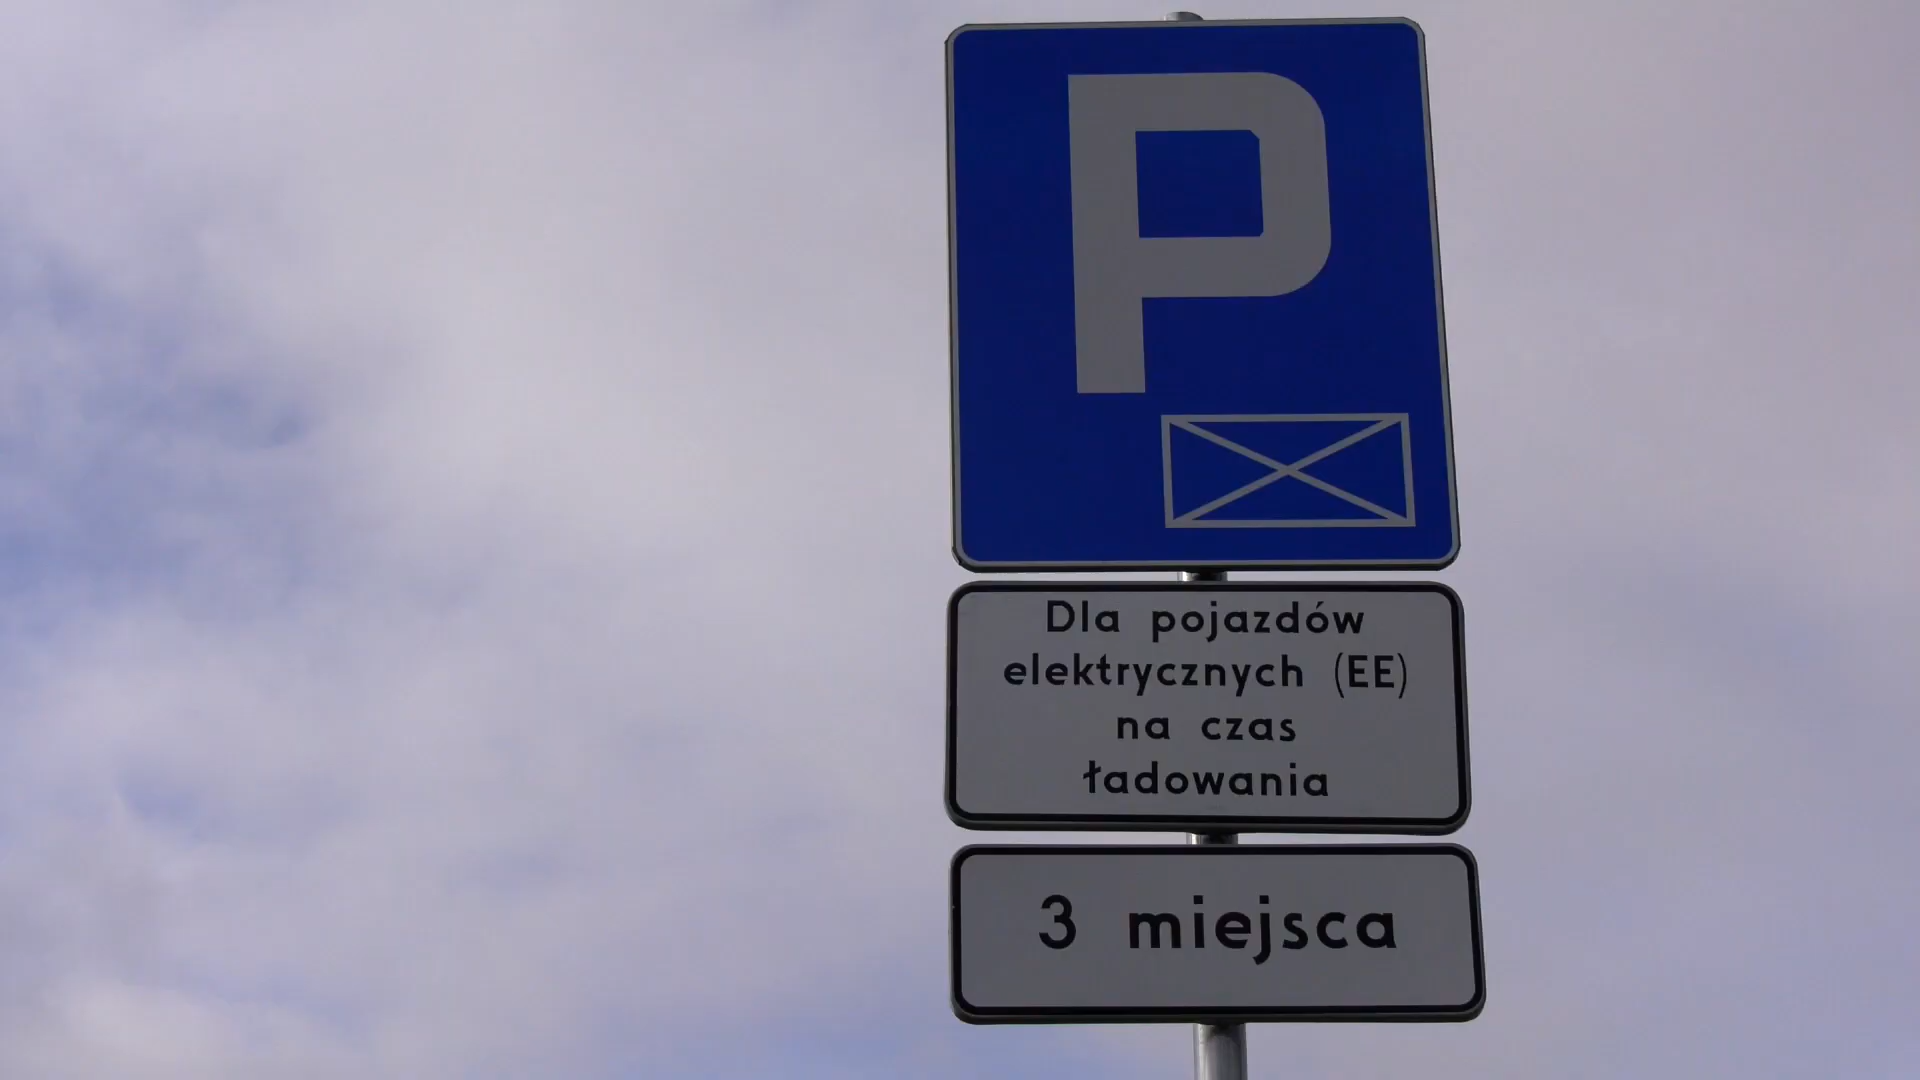 P
Dla pojazdów
elektrycznych (EE)
na czas
ładowania
3 miejsca